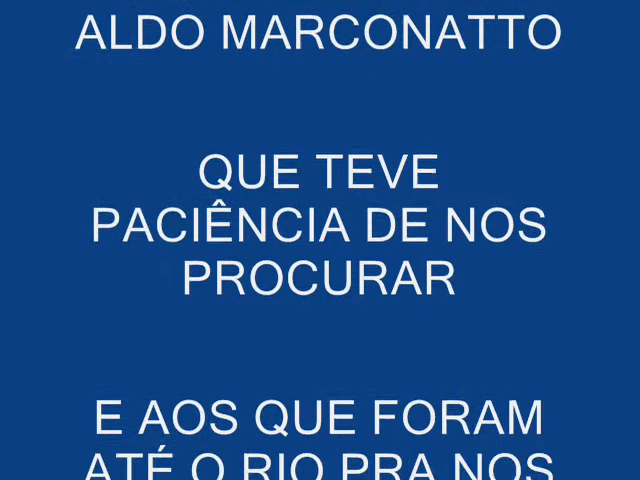 ALDO MARCONATTO
QUE TEVE
PACIÊNCIA DE NOS
PROCURAR
E AOS QUE FORAM
ATÉ O RIO PRA NOS